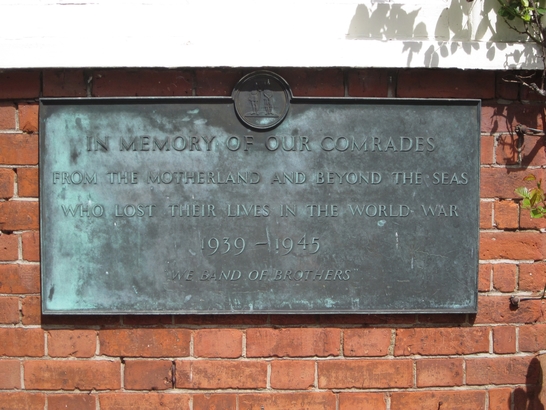 IN MEMORY OF OUR COMRADES
FROM THE MOTHERLAND AND BEYOND THE SEAS
WHO LOST THEIR LIVES IN THE WORLD WAR
1939 - 1945
"WE BAND OF BROTHERS"